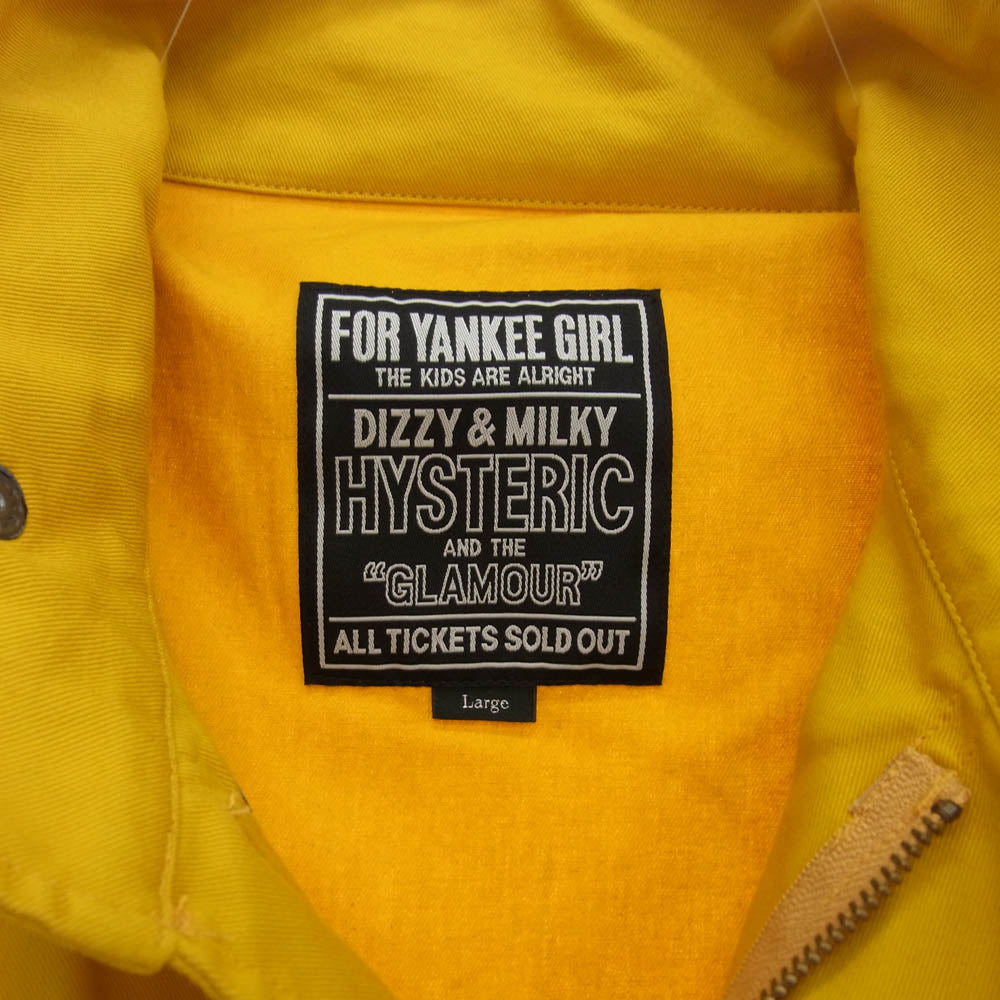 FOR YANKEE GIRL
THE KIDS ARE ALRIGHT
DIZZY & MILKY
HYSTERIC
AND THE
“GLAMOUR”
ALL TICKETS SOLD OUT
Large